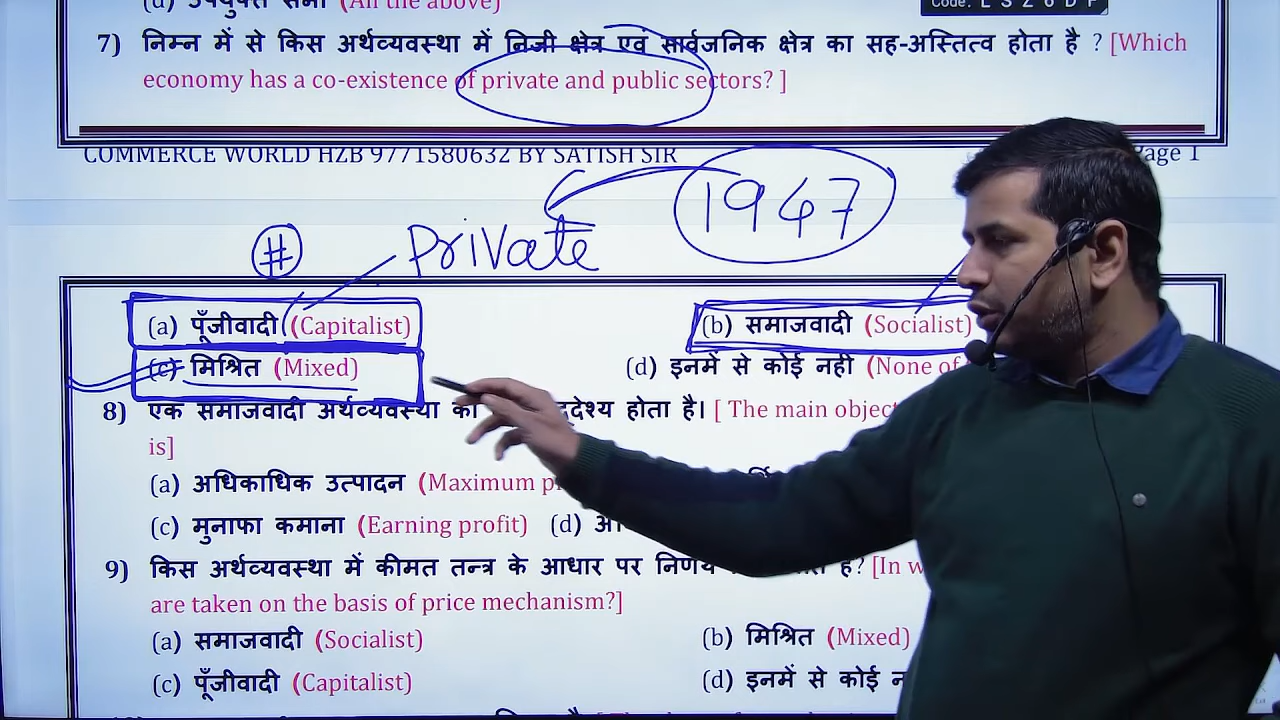 (d) उपर्युक्त सभी (All the above)
Code: L S Z 6 D F
7) निम्न में से किस अर्थव्यवस्था में निजी क्षेत्र एवं सार्वजनिक क्षेत्र का सह-अस्तित्व होता है ? [Which
economy has a co-existence of private and public sectors? ]
COMMERCE WORLD HZB 9771580632 BY SATISH SIR Page 1
1947
# Private
(a) पूँजीवादी (Capitalist) (b) समाजवादी (Socialist)
(c) मिश्रित (Mixed) (d) इनमें से कोई नही (None of
8) एक समाजवादी अर्थव्यवस्था का उद्देश्य होता है। [ The main object
is]
(a) अधिकाधिक उत्पादन (Maximum
(c) मुनाफा कमाना (Earning profit) (d)
9) किस अर्थव्यवस्था में कीमत तन्त्र के आधार पर निर्णय है? [In
are taken on the basis of price mechanism?]
(a) समाजवादी (Socialist) (b) मिश्रित (Mixed)
(c) पूँजीवादी (Capitalist) (d) इनमें से कोई